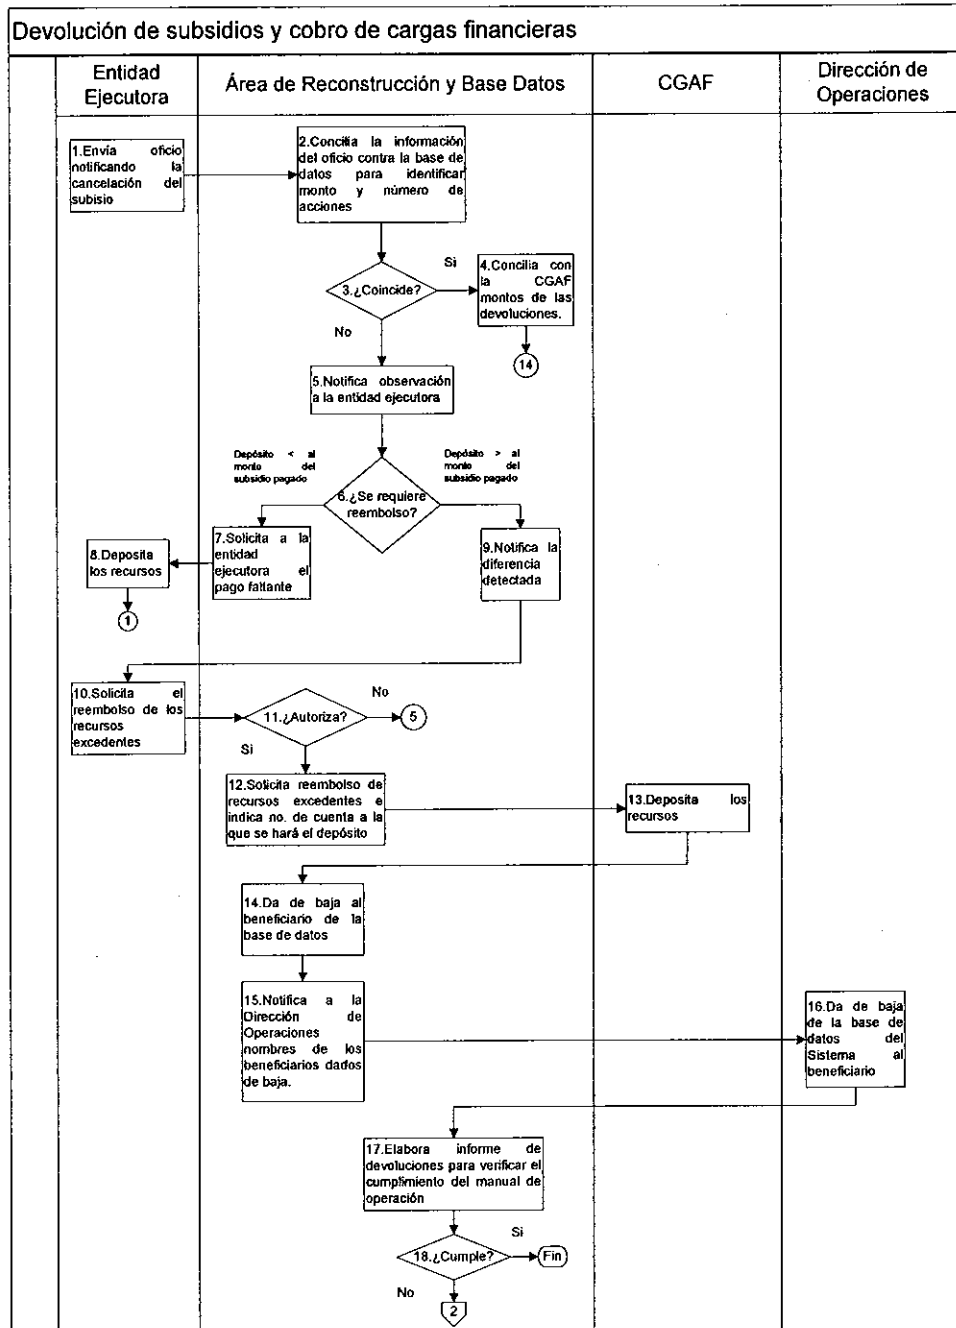 Devolución de subsidios y cobro de cargas financieras
Entidad
Ejecutora
Área de Reconstrucción y Base Datos
CGAF
Dirección de
Operaciones
1.Envía oficio
notificando la
cancelación del
subisio
2.Concilia la información
del oficio contra la base de
datos para identificar
monto y número de
acciones
3.¿Coincide?
Si
4.Concilia con
la CGAF
montos de las
devoluciones.
14
No
5.Notifica observación
a la entidad ejecutora
Depósito < al
monto del
subsidio pagado
Depósito > al
monto del
subsidio pagado
6.¿Se requiere
reembolso?
7.Solicita a la
entidad
ejecutora el
pago faltante
8.Deposita
los recursos
1
9.Notifica la
diferencia
detectada
10.Solicita el
reembolso de los
recursos
excedentes
11.¿Autoriza?
No
5
Si
12.Solicita reembolso de
recursos excedentes e
indica no. de cuenta a la
que se hará el depósito
13.Deposita los
recursos
14.Da de baja al
beneficiario de la
base de datos
15.Notifica a la
Dirección de
Operaciones
nombres de los
beneficiarios dados
de baja.
16.Da de baja
de la base de
datos del
Sistema al
beneficiario
17.Elabora informe de
devoluciones para verificar el
cumplimiento del manual de
operación
18.¿Cumple?
Si
Fin
No
2